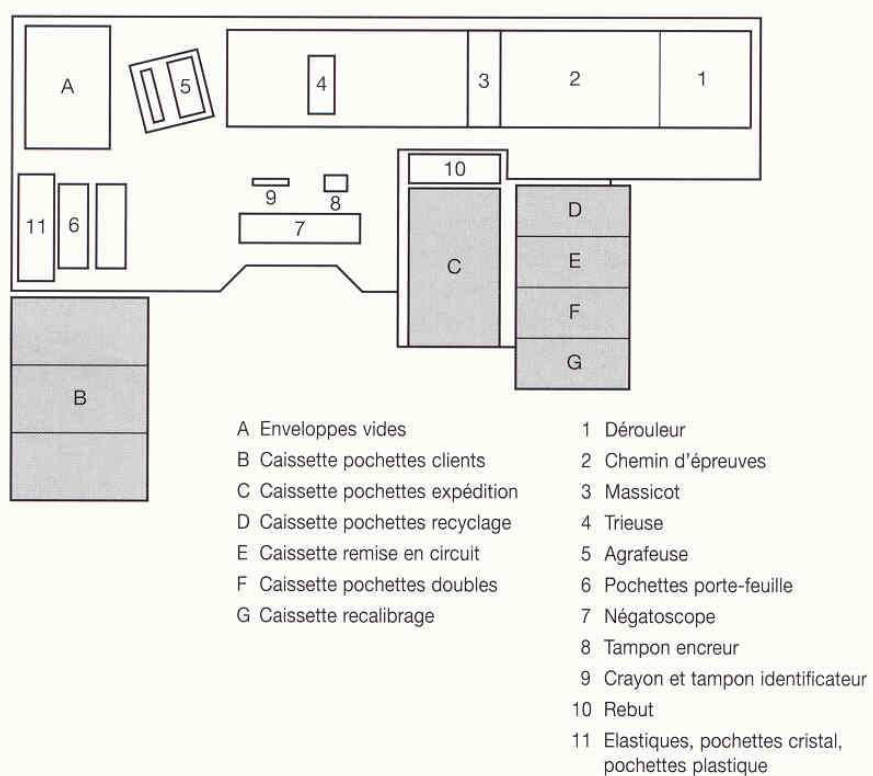 A
5
4
3
2
1
10
11
6
9
8
7
C
D
E
F
G
B
A Enveloppes vides
B Caissette pochettes clients
C Caissette pochettes expédition
D Caissette pochettes recyclage
E Caissette remise en circuit
F Caissette pochettes doubles
G Caissette recalibrage
1 Dérouleur
2 Chemin d'épreuves
3 Massicot
4 Trieuse
5 Agrafeuse
6 Pochettes porte-feuille
7 Négatoscope
8 Tampon encreur
9 Crayon et tampon identificateur
10 Rebut
11 Elastiques, pochettes cristal,
pochettes plastique